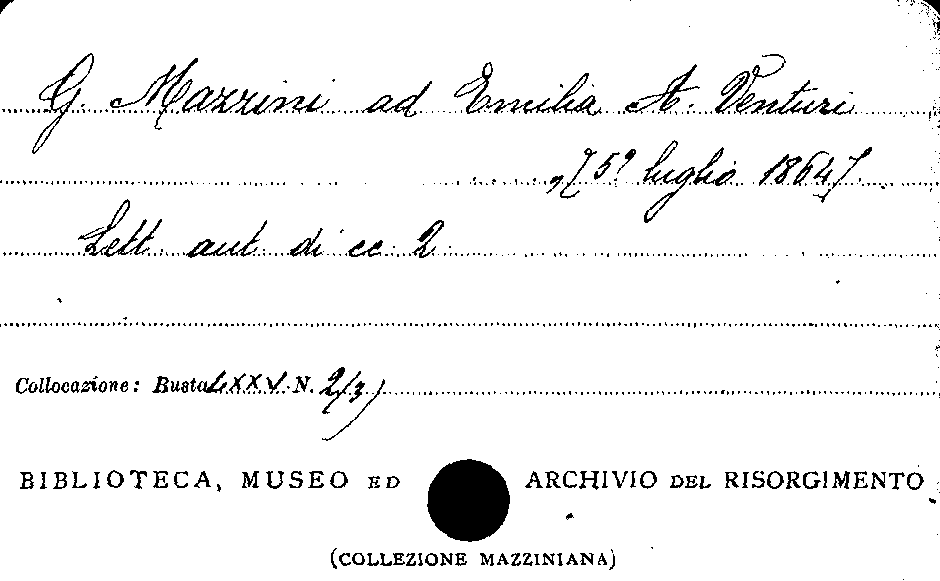 G. Mazzini ad Emilia A. Venturi
, [5? luglio 1864].
Lett. aut. di cc. 2
Collocazione: Busta LXXV N. 2(3)
BIBLIOTECA, MUSEO ED ARCHIVIO DEL RISORGIMENTO
(COLLEZIONE MAZZINIANA)